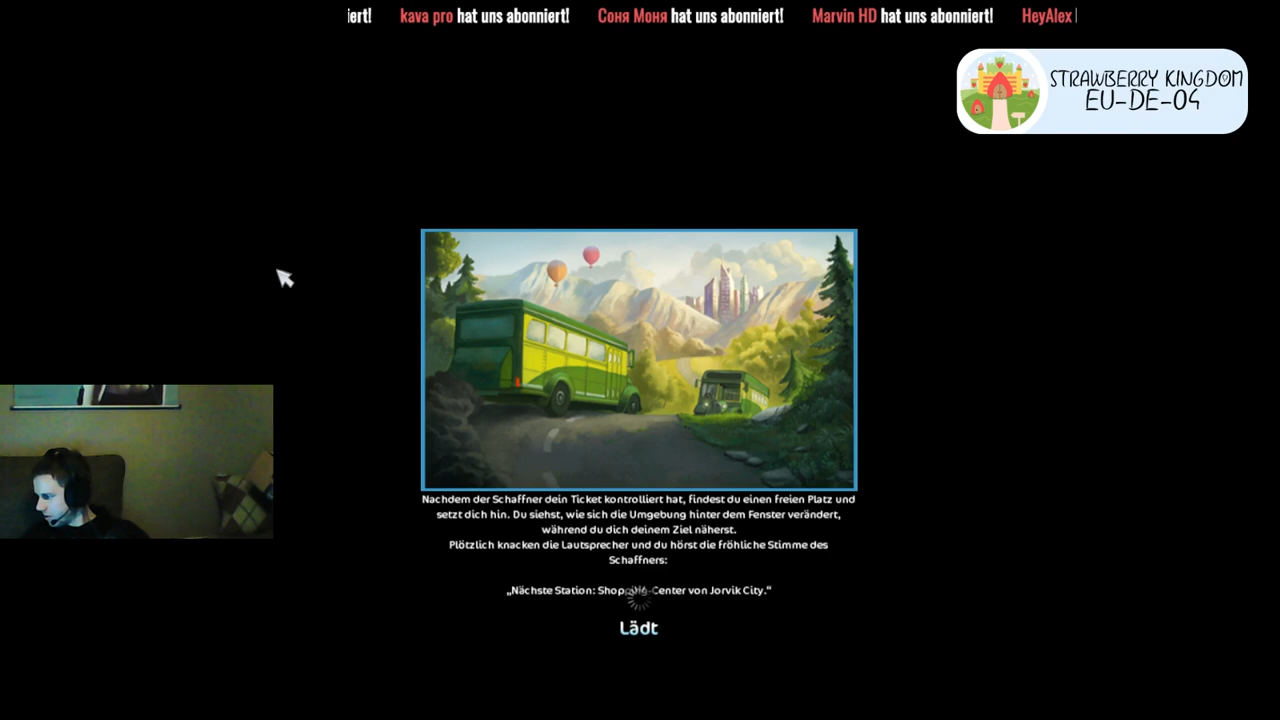 iert! kava pro hat uns abonniert! Соня Моня hat uns abonniert! Marvin HD hat uns abonniert! HeyAlex
STRAWBERRY KINGDOM
EU-DE-04
Nachdem der Schaffner dein Ticket kontrolliert hat, findest du einen freien Platz und
setzt dich hin. Du siehst, wie sich die Umgebung hinter dem Fenster verändert,
während du dich deinem Ziel näherst.
Plötzlich knacken die Lautsprecher und du hörst die fröhliche Stimme des
Schaffners:
„Nächste Station: Shopping-Center von Jorvik City.“
Lädt